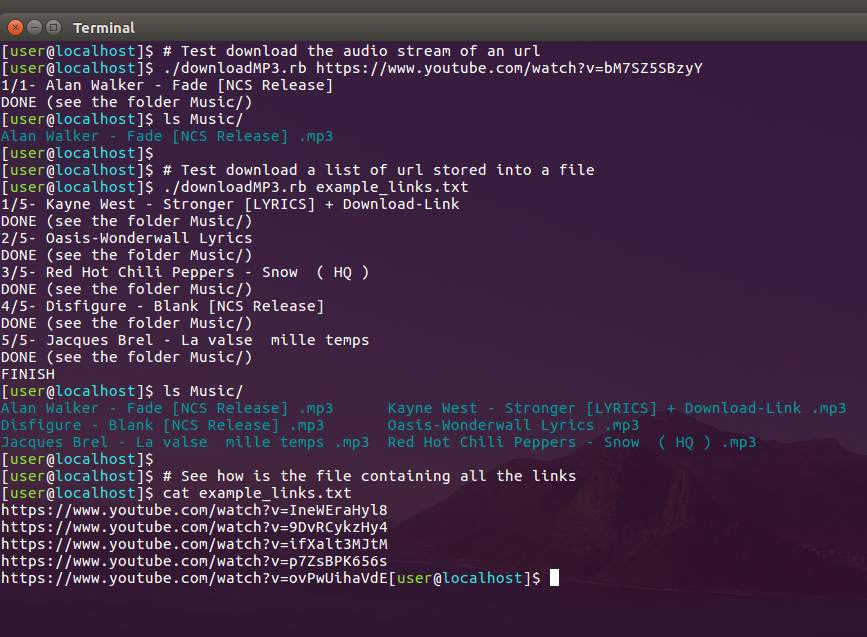 Terminal
[user@localhost]$ # Test download the audio stream of an url
[user@localhost]$ ./downloadMP3.rb https://www.youtube.com/watch?v=bM7SZ5SBzyY
1/1- Alan Walker - Fade [NCS Release]
DONE (see the folder Music/)
[user@localhost]$ ls Music/
Alan Walker - Fade [NCS Release] .mp3
[user@localhost]$
[user@localhost]$ # Test download a list of url stored into a file
[user@localhost]$ ./downloadMP3.rb example_links.txt
1/5- Kayne West - Stronger [LYRICS] + Download-Link
DONE (see the folder Music/)
2/5- Oasis-Wonderwall Lyrics
DONE (see the folder Music/)
3/5- Red Hot Chili Peppers - Snow  ( HQ )
DONE (see the folder Music/)
4/5- Disfigure - Blank [NCS Release]
DONE (see the folder Music/)
5/5- Jacques Brel - La valse  mille temps
DONE (see the folder Music/)
FINISH
[user@localhost]$ ls Music/
Alan Walker - Fade [NCS Release] .mp3      Kayne West - Stronger [LYRICS] + Download-Link .mp3
Disfigure - Blank [NCS Release] .mp3       Oasis-Wonderwall Lyrics .mp3
Jacques Brel - La valse  mille temps .mp3  Red Hot Chili Peppers - Snow  ( HQ ) .mp3
[user@localhost]$
[user@localhost]$ # See how is the file containing all the links
[user@localhost]$ cat example_links.txt
https://www.youtube.com/watch?v=IneWEraHyl8
https://www.youtube.com/watch?v=9DvRCykzHy4
https://www.youtube.com/watch?v=ifXalt3MJtM
https://www.youtube.com/watch?v=p7ZsBPK656s
https://www.youtube.com/watch?v=ovPwUihaVdE[user@localhost]$